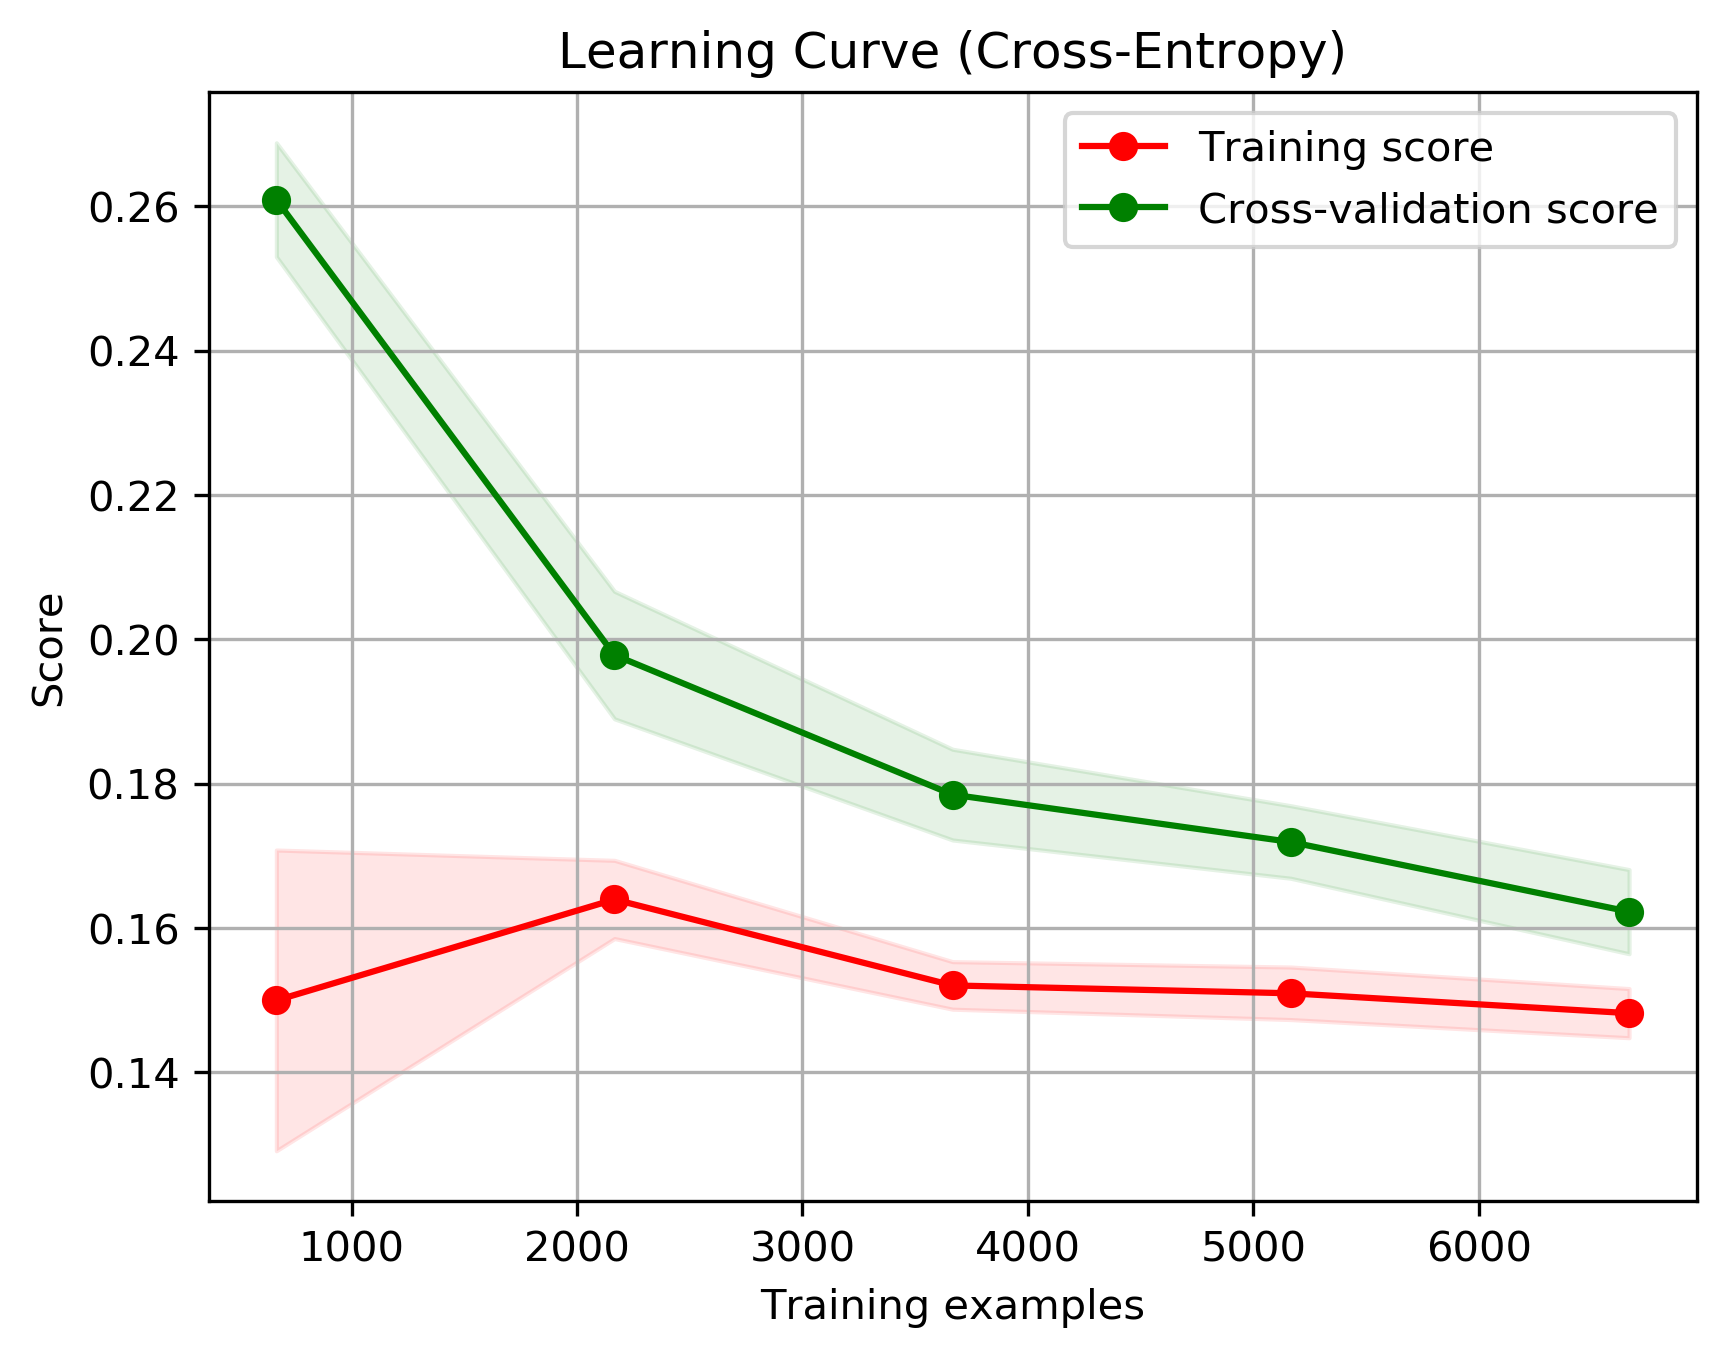 Learning Curve (Cross-Entropy)
Training score
Cross-validation score
0.26
0.24
0.22
0.20
0.18
0.16
0.14
Score
1000 2000 3000 4000 5000 6000
Training examples